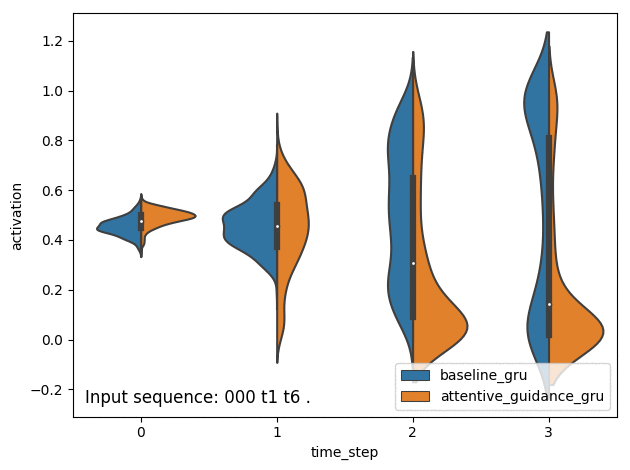 1.2
1.0
0.8
0.6
0.4
0.2
0.0
−0.2
activation
Input sequence: 000 t1 t6 .
baseline_gru
attentive_guidance_gru
0 1 2 3
time_step